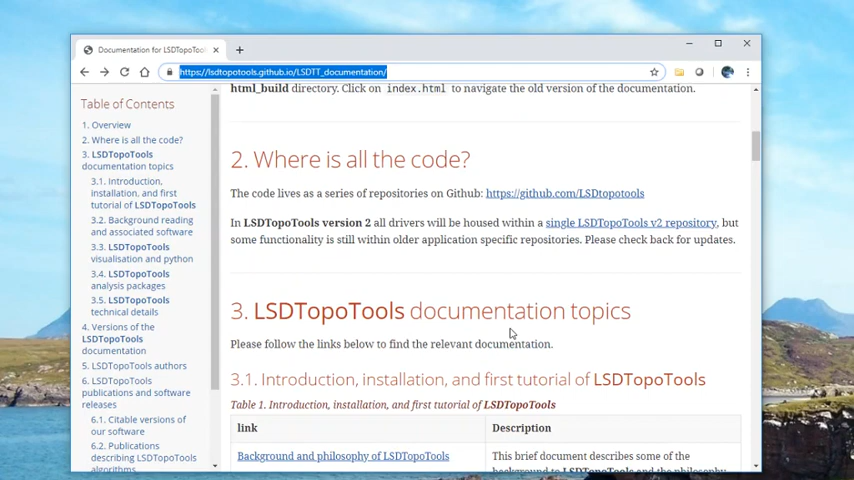 Documentation for LSDTopoToo
https://lsdtopotools.github.io/LSDTT_documentation/
Table of Contents
1. Overview
2. Where is all the code?
3. LSDTopoTools
documentation topics
3.1. Introduction,
installation, and first
tutorial of LSDTopoTools
3.2. Background reading
and associated software
3.3. LSDTopoTools
visualisation and python
3.4. LSDTopoTools
analysis packages
3.5. LSDTopoTools
technical details
4. Versions of the
LSDTopoTools
documentation
5. LSDTopoTools authors
6. LSDTopoTools
publications and software
releases
6.1. Citable versions of
our software
6.2. Publications
describing LSDTopoTools
algorithms
html_build directory. Click on index.html to navigate the old version of the documentation.
2. Where is all the code?
The code lives as a series of repositories on Github: https://github.com/LSDtopotools
In LSDTopoTools version 2 all drivers will be housed within a single LSDTopoTools v2 repository, but
some functionality is still within older application specific repositories. Please check back for updates.
3. LSDTopoTools documentation topics
Please follow the links below to find the relevant documentation.
3.1. Introduction, installation, and first tutorial of LSDTopoTools
Table 1. Introduction, installation, and first tutorial of LSDTopoTools
link Description
Background and philosophy of LSDTopoTools This brief document describes some of the
background to LSDTopoTools and the philosophy